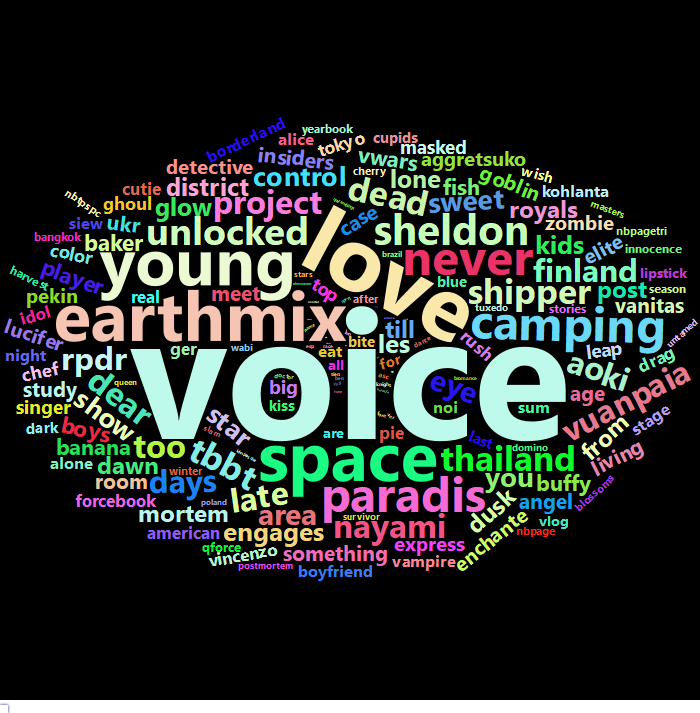 yearbook
borderland
alice
tokyo
cupids
masked
insiders
cherry
vwars
aggretsuko
detective
control
lone
fish
goblin
wish
kohlanta
nbtpspc
cutie
district
dead
sweet
royals
masters
ghoul
glow
project
case
zombie
nbpagetri
siew
ukr
unlocked
love
sheldon
kids
elite
innocence
bangkok
baker
young
never
finland
lipstick
color
player
harvest
pekin
real
meet
stars
top
brazil
after
blue
shipper
post
season
vanitas
idol
earthmix
tuxedo
stories
camping
untamed
lucifer
till
rush
night
rpdr
ger
wabi
voice
eat
bite
les
dance
leap
drag
chef
all
for
aoki
study
dear
queen
big
doctor
asc
eye
romance
age
vuanpaia
singer
show
kiss
noi
sum
stage
dark
boys
star
slam
are
pie
last
from
banana
too
tbbt
space
domino
thailand
living
alone
dawn
winter
you
buffy
blossoms
room
days
late
paradis
dusk
angel
forcebook
poland
mortem
area
survivor
nayami
enchante
vlog
american
engages
express
nbpage
qforce
vincenzo
something
vampire
postmortem
boyfriend